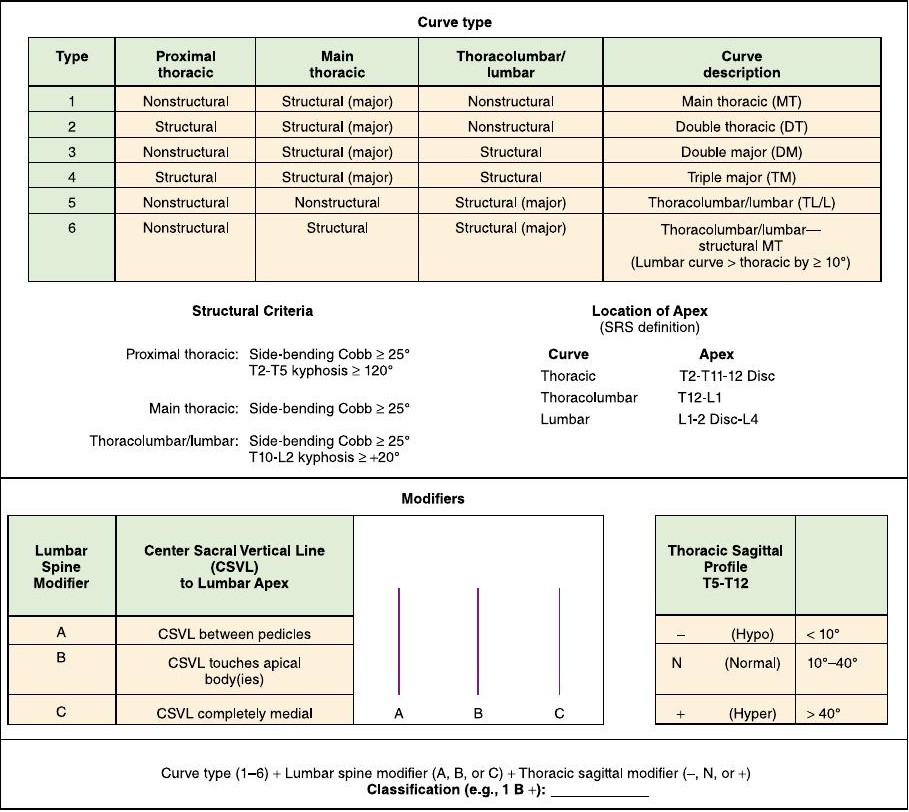 Curve type
Type Proximal thoracic Main thoracic Thoracolumbar/ lumbar Curve description
1 Nonstructural Structural (major) Nonstructural Main thoracic (MT)
2 Structural Structural (major) Nonstructural Double thoracic (DT)
3 Nonstructural Structural (major) Structural Double major (DM)
4 Structural Structural (major) Structural Triple major (TM)
5 Nonstructural Nonstructural Structural (major) Thoracolumbar/lumbar (TL/L)
6 Nonstructural Structural Structural (major) Thoracolumbar/lumbar—
structural MT
(Lumbar curve > thoracic by ≥ 10°)
Structural Criteria
Proximal thoracic: Side-bending Cobb ≥ 25°
T2-T5 kyphosis ≥ 120°
Main thoracic: Side-bending Cobb ≥ 25°
Thoracolumbar/lumbar: Side-bending Cobb ≥ 25°
T10-L2 kyphosis ≥ +20°
Location of Apex
(SRS definition)
Curve Apex
Thoracic T2-T11-12 Disc
Thoracolumbar T12-L1
Lumbar L1-2 Disc-L4
Modifiers
Lumbar
Spine
Modifier
Center Sacral Vertical Line
(CSVL)
to Lumbar Apex
A CSVL between pedicles
B CSVL touches apical
body(ies)
C CSVL completely medial
A B C
Thoracic Sagittal
Profile
T5-T12
– (Hypo) < 10°
N (Normal) 10°–40°
+ (Hyper) > 40°
Curve type (1–6) + Lumbar spine modifier (A, B, or C) + Thoracic sagittal modifier (–, N, or +)
Classification (e.g., 1 B +): ______________